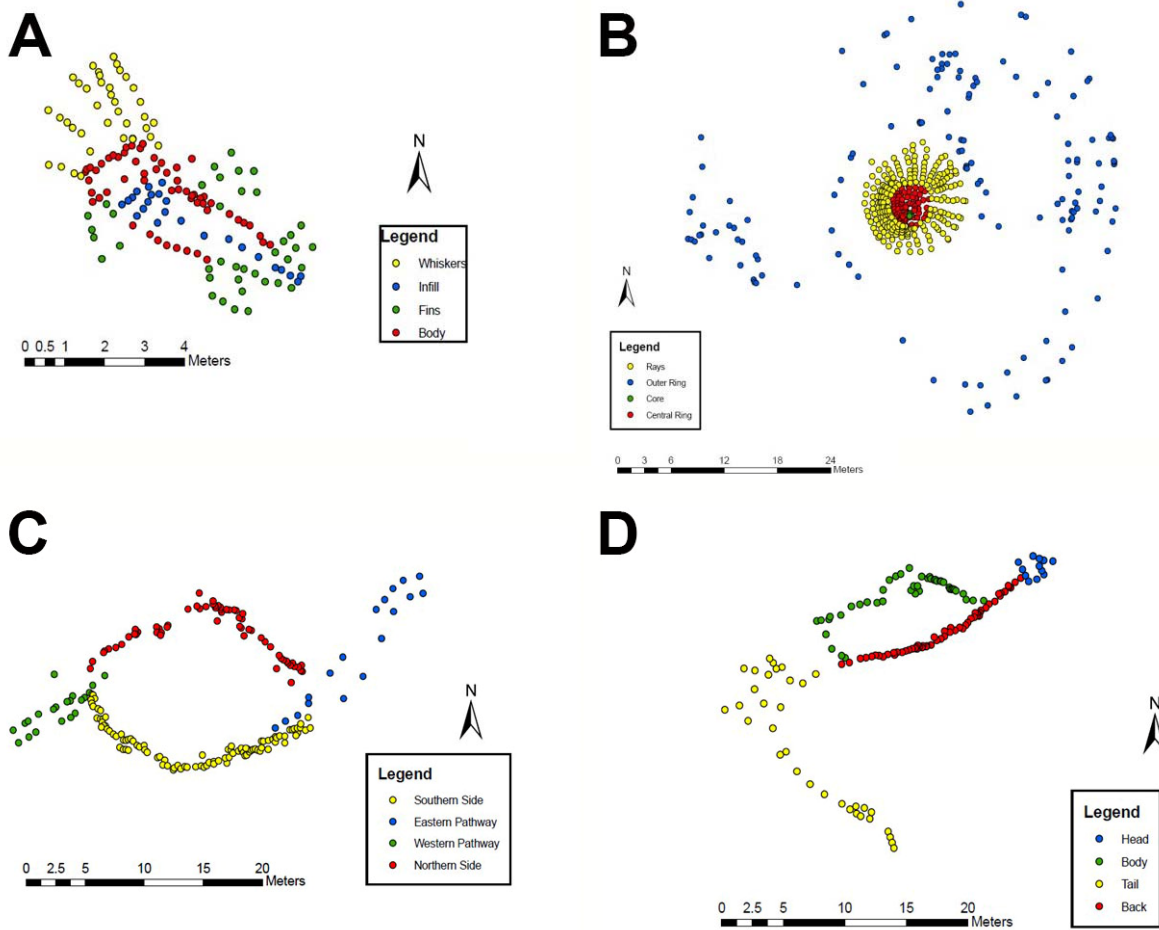 A
N
Legend
Whiskers
Infill
Fins
Body
0 0.5 1 2 3 4
Meters
B
N
Legend
Rays
Outer Ring
Core
Central Ring
0 3 6 12 18 24
Meters
C
N
Legend
Southern Side
Eastern Pathway
Western Pathway
Northern Side
0 2.5 5 10 15 20
Meters
D
N
Legend
Head
Body
Tail
Back
0 2.5 5 10 15 20
Meters